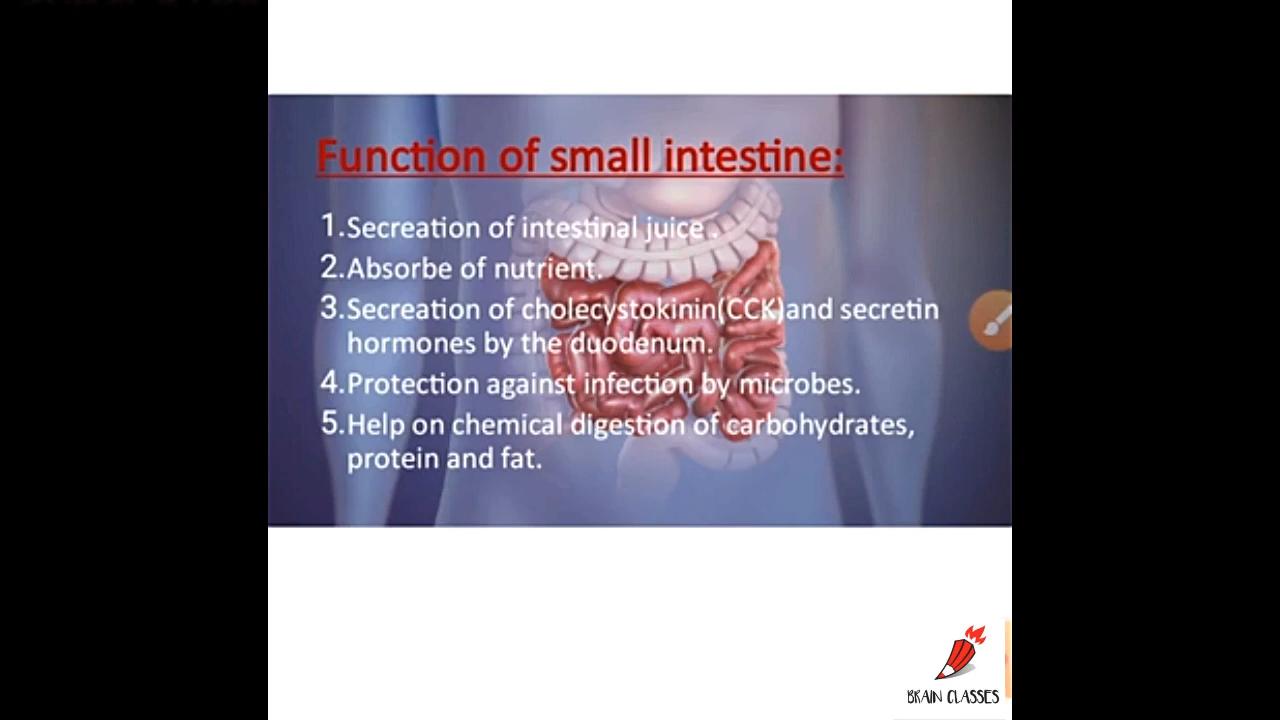 Function of small intestine:
1.Secreation of intestinal juice .
2.Absorbe of nutrient.
3.Secreation of cholecystokinin(CCK)and secretin
hormones by the duodenum.
4.Protection against infection by microbes.
5.Help on chemical digestion of carbohydrates,
protein and fat.
BRAIN CLASSES